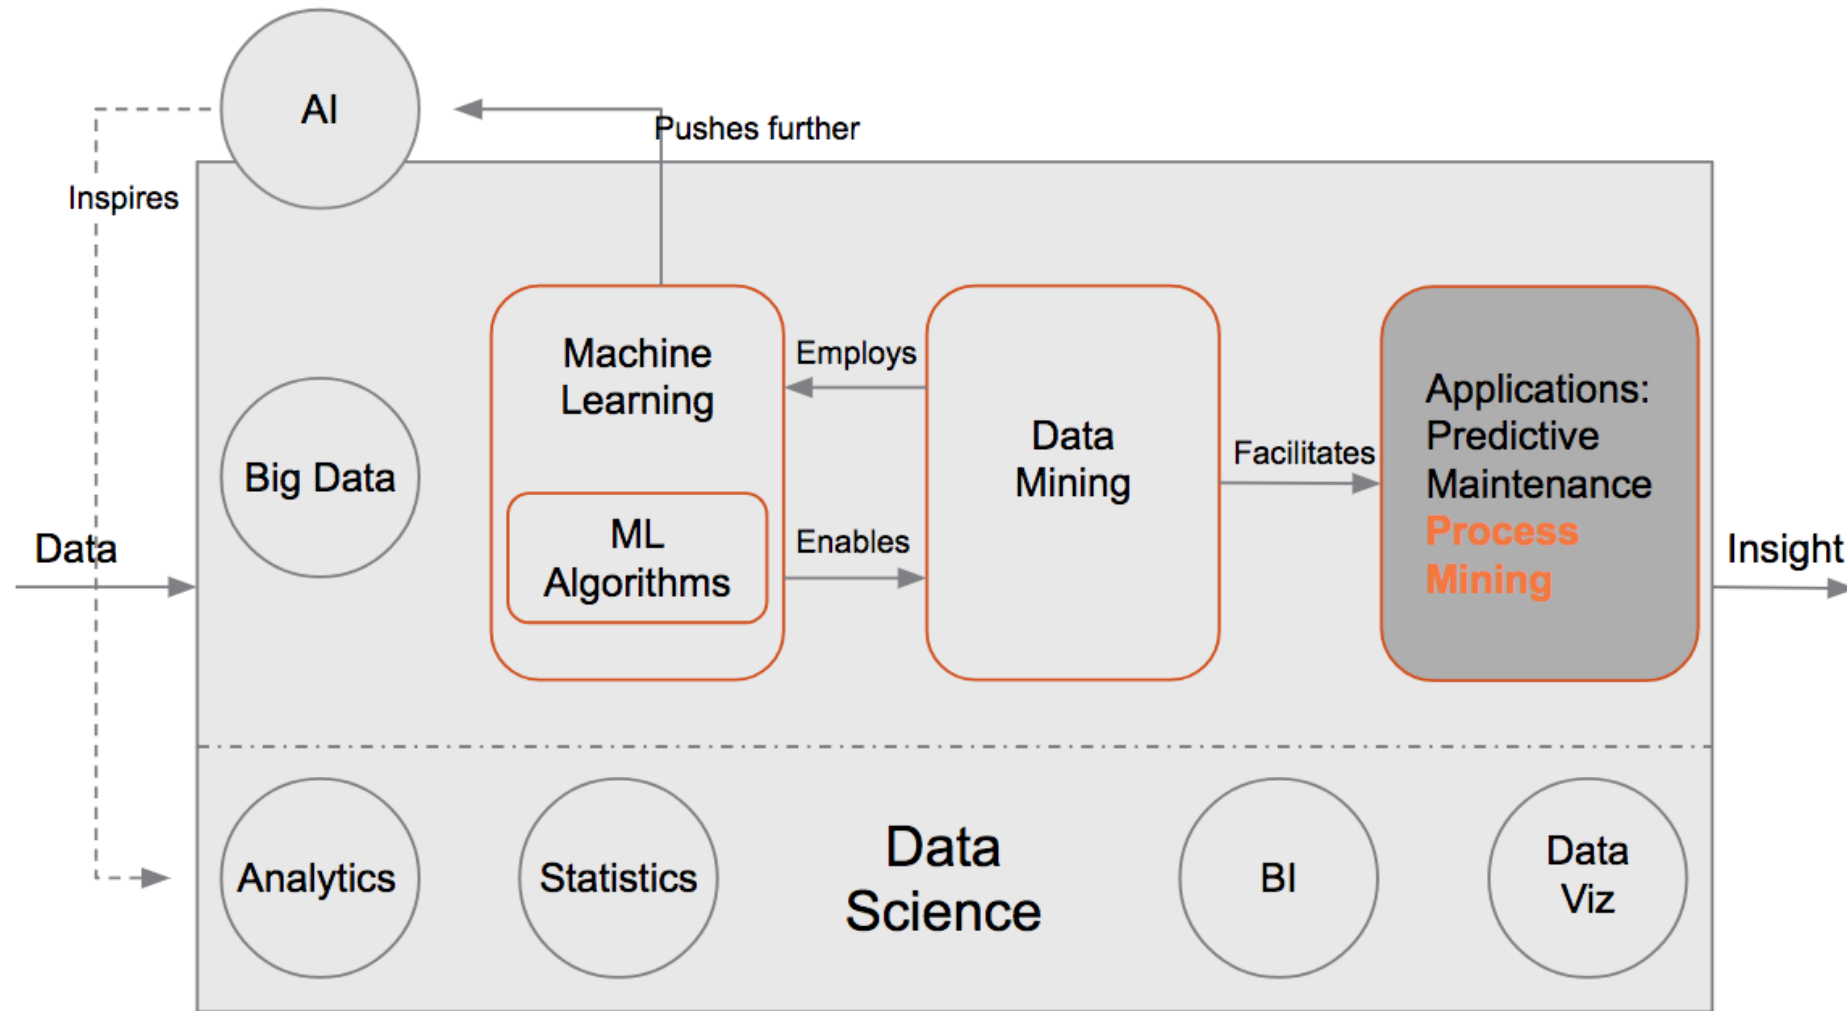 AI
Pushes further
Inspires
Machine
Learning
Employs
Data
Mining
Facilitates
Applications:
Predictive
Maintenance
Process
Mining
Big Data
ML
Algorithms
Enables
Data
Insight
Analytics
Statistics
Data
Science
BI
Data
Viz